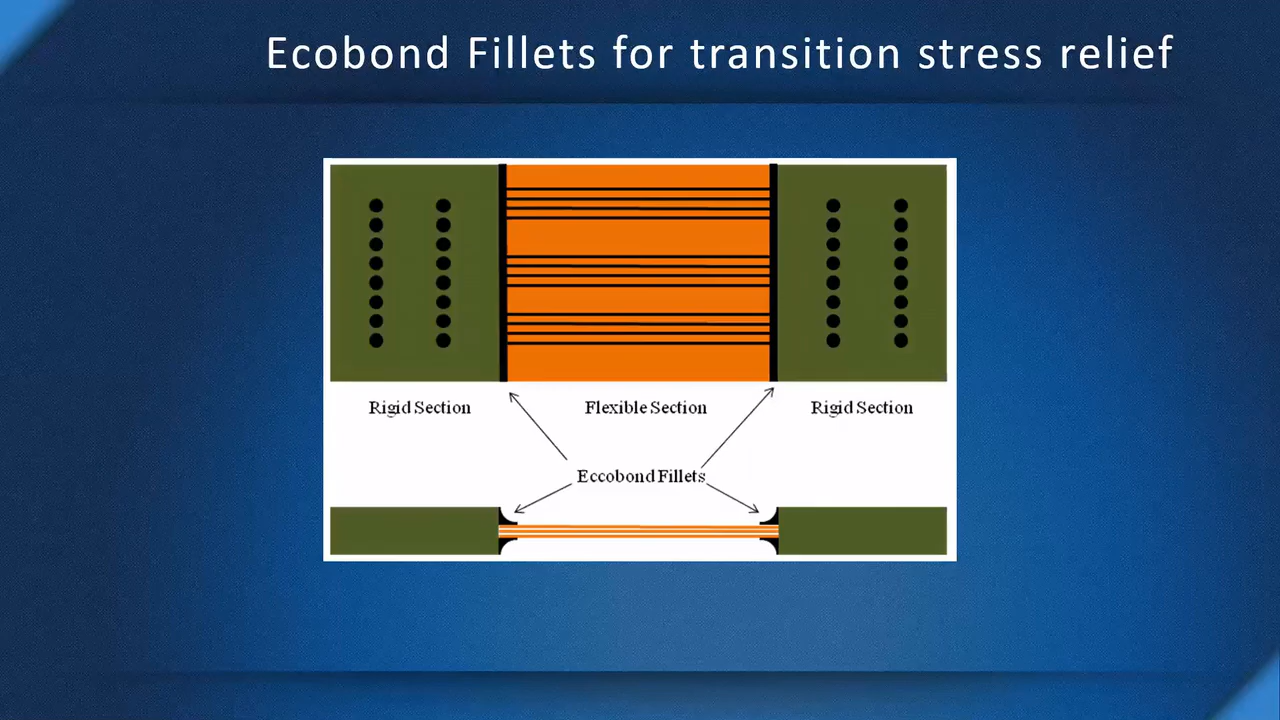 Ecobond Fillets for transition stress relief
Rigid Section
Flexible Section
Rigid Section
Eccobond Fillets